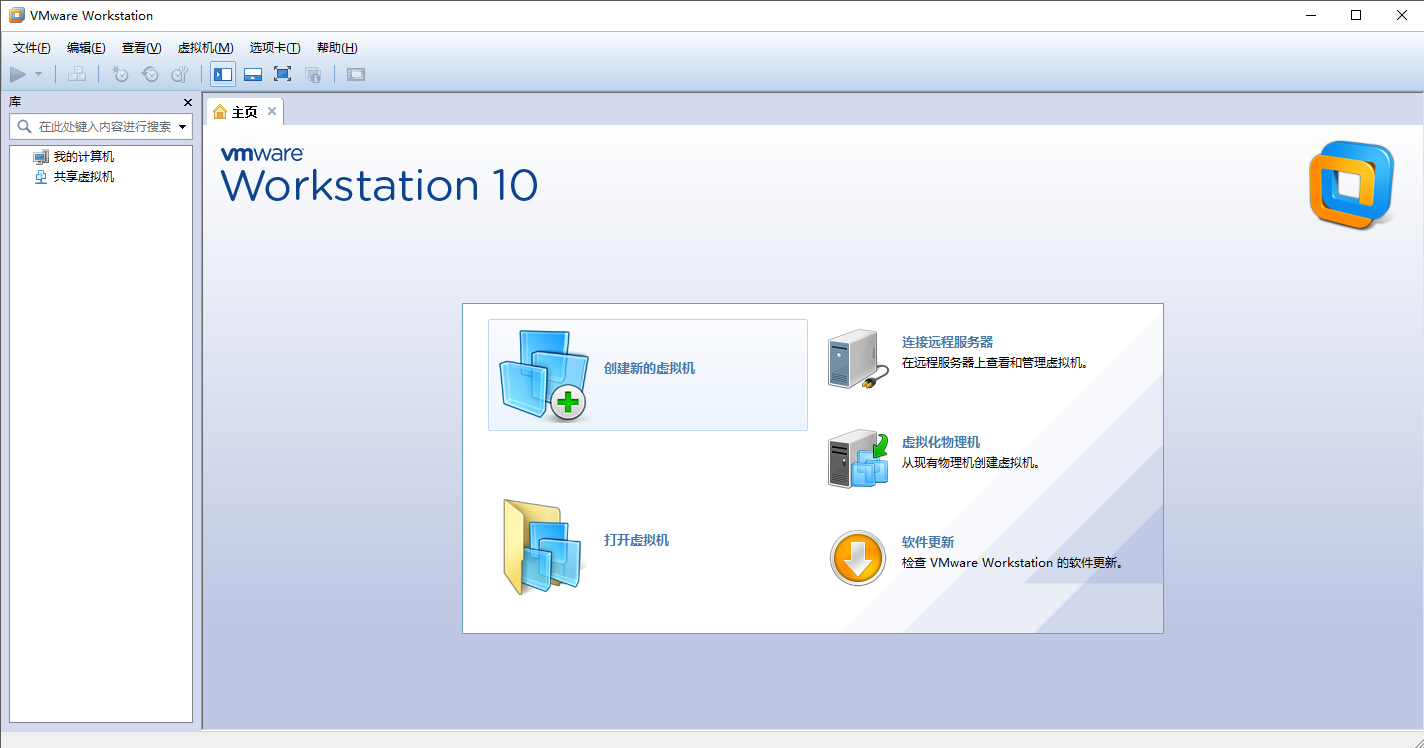 VMware Workstation
文件(F) 编辑(E) 查看(V) 虚拟机(M) 选项卡(T) 帮助(H)
库
在此处键入内容进行搜索
我的计算机
共享虚拟机
主页
vmware
Workstation 10
创建新的虚拟机
打开虚拟机
连接远程服务器
在远程服务器上查看和管理虚拟机。
虚拟化物理机
从现有物理机创建虚拟机。
软件更新
检查 VMware Workstation 的软件更新。